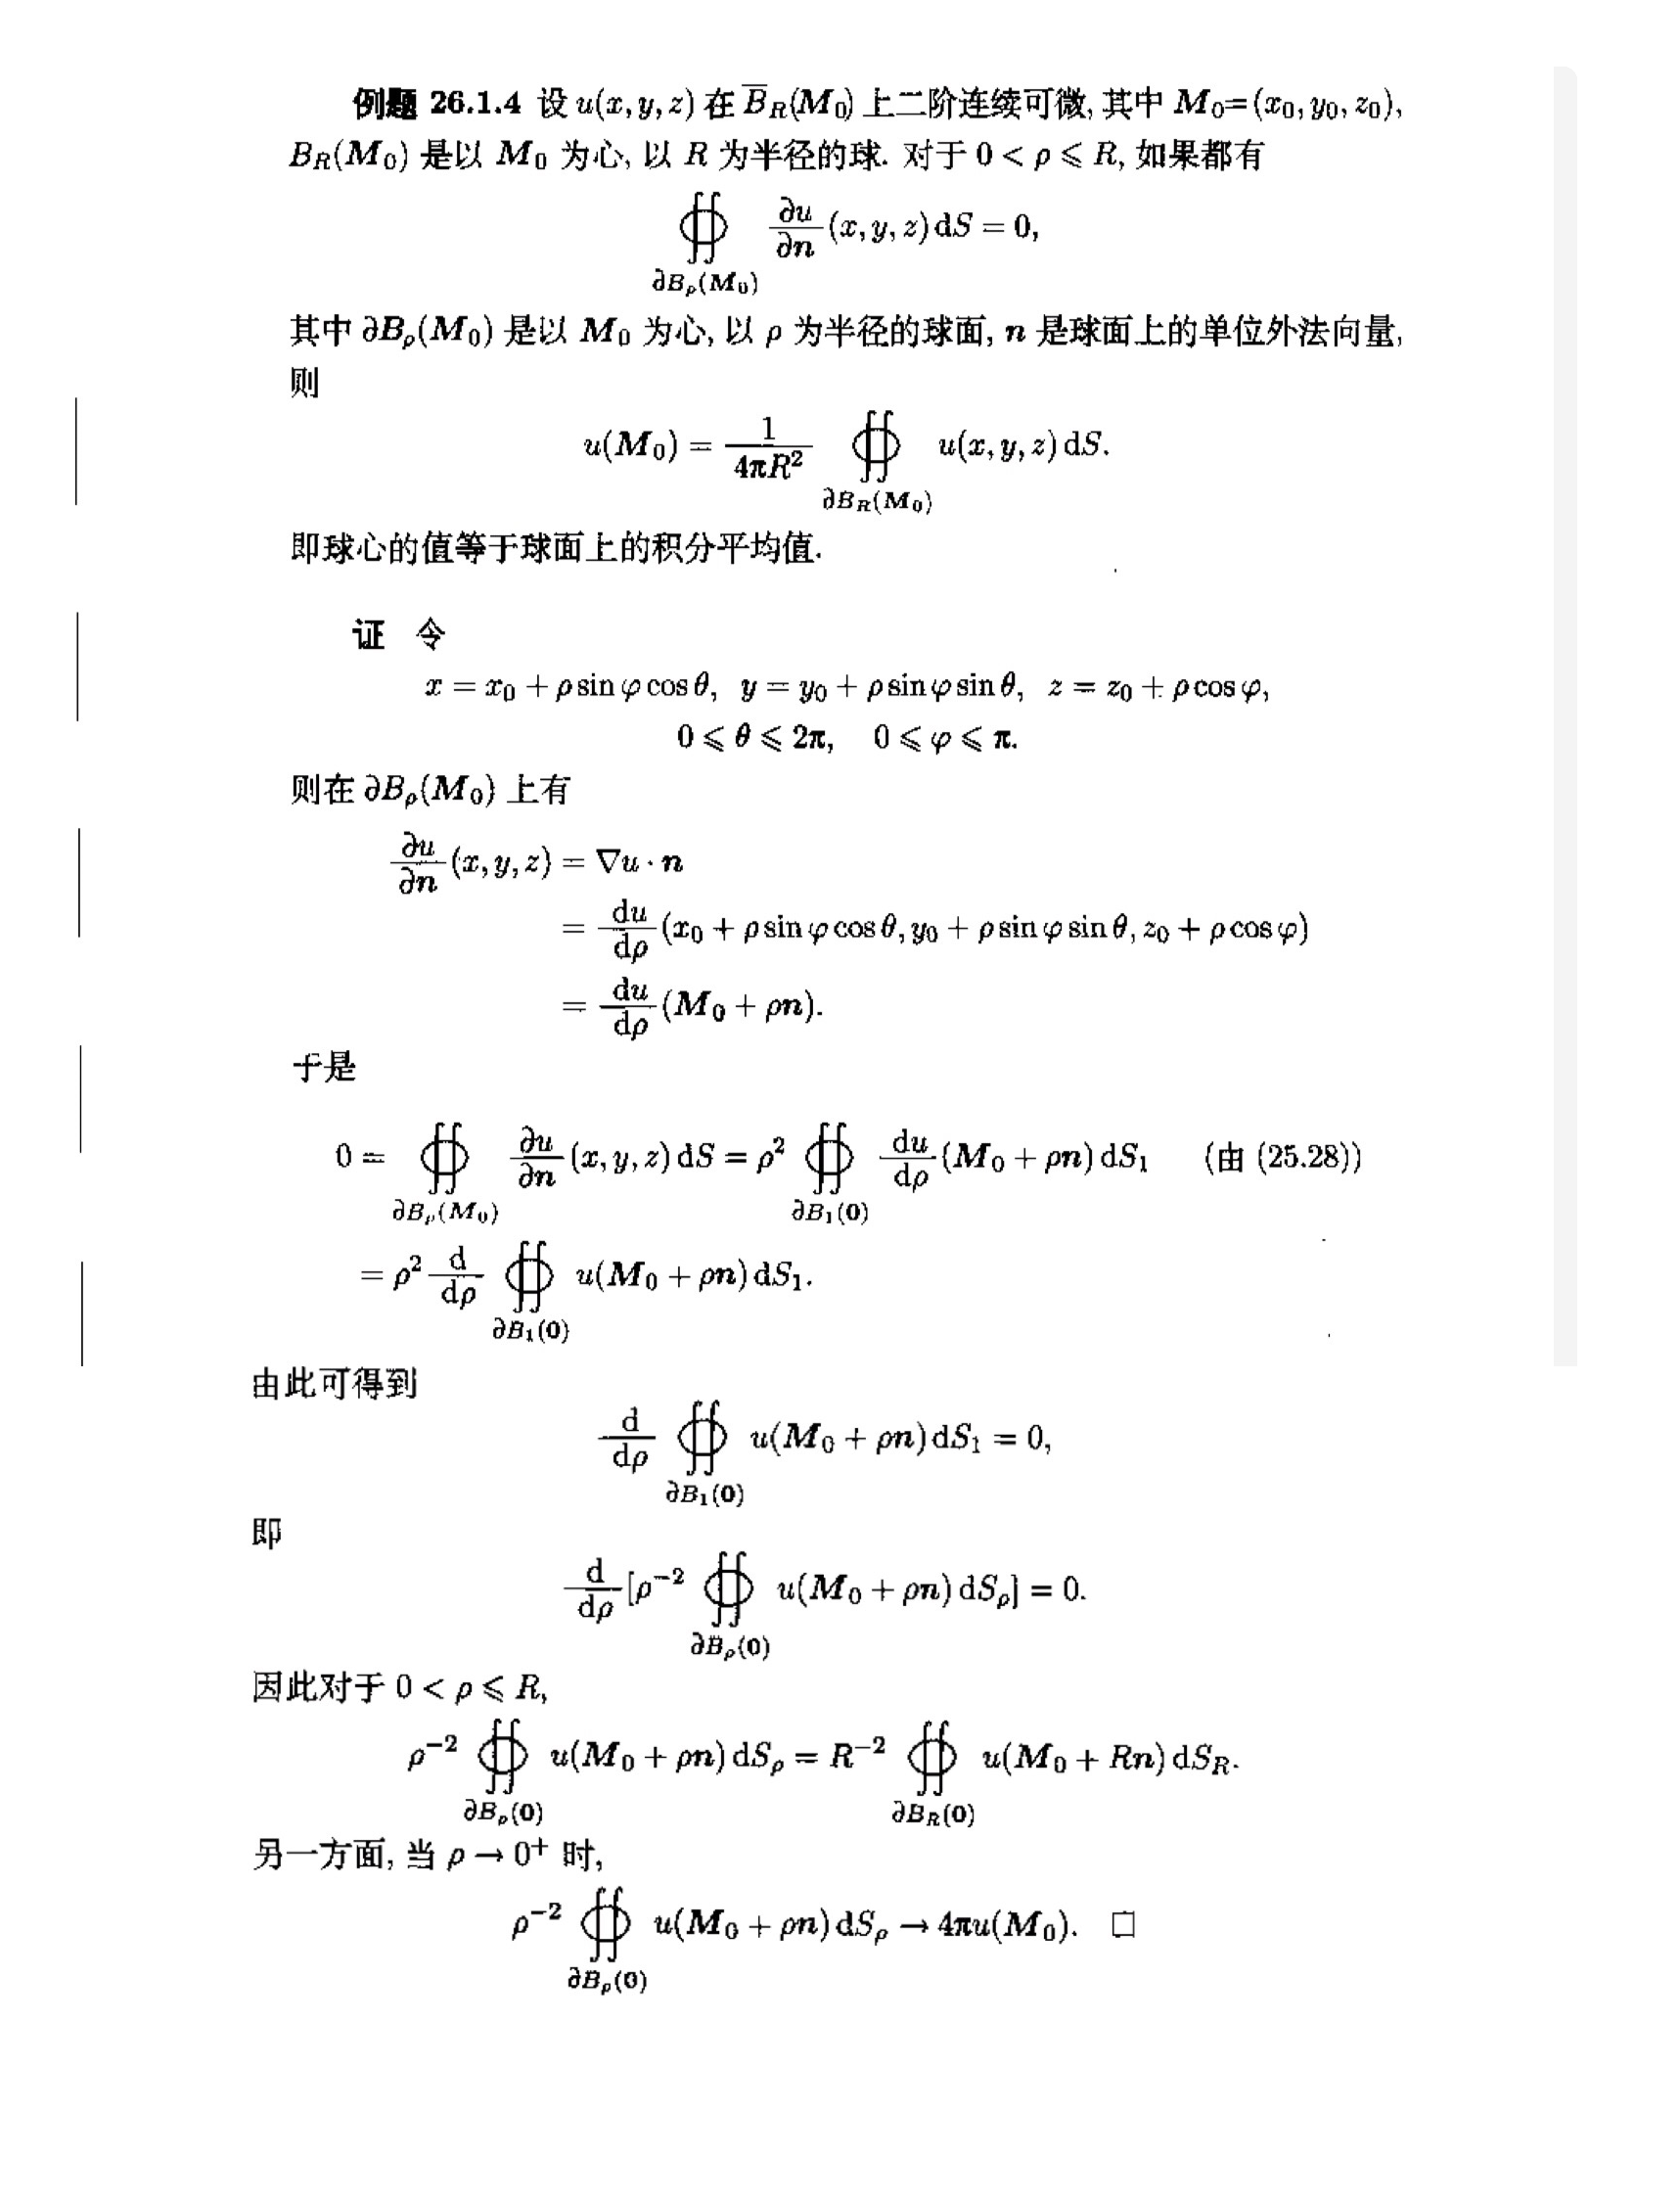 例题 26.1.4 设 u(x, y, z) 在 $\overline{B}_R(M_0)$ 上二阶连续可微, 其中 $M_0=(x_0, y_0, z_0)$,
$B_R(M_0)$ 是以 $M_0$ 为心, 以 R 为半径的球. 对于 $0 < \rho \leqslant R$, 如果都有
$$\oiint_{\partial B_\rho(M_0)} \frac{\partial u}{\partial n}(x, y, z)\,\mathrm{d}S = 0,$$
其中 $\partial B_\rho(M_0)$ 是以 $M_0$ 为心, 以 $\rho$ 为半径的球面, $n$ 是球面上的单位外法向量,
则
$$u(M_0) = \frac{1}{4\pi R^2} \oiint_{\partial B_R(M_0)} u(x, y, z)\,\mathrm{d}S.$$
即球心的值等于球面上的积分平均值.
证 令
$$x = x_0 + \rho\sin\varphi\cos\theta,\ \ y = y_0 + \rho\sin\varphi\sin\theta,\ \ z = z_0 + \rho\cos\varphi,$$
$$0 \leqslant \theta \leqslant 2\pi,\quad 0 \leqslant \varphi \leqslant \pi.$$
则在 $\partial B_\rho(M_0)$ 上有
$$\frac{\partial u}{\partial n}(x, y, z) = \nabla u \cdot n$$
$$= \frac{\mathrm{d}u}{\mathrm{d}\rho}(x_0 + \rho\sin\varphi\cos\theta, y_0 + \rho\sin\varphi\sin\theta, z_0 + \rho\cos\varphi)$$
$$= \frac{\mathrm{d}u}{\mathrm{d}\rho}(M_0 + \rho n).$$
于是
$$0 = \oiint_{\partial B_\rho(M_0)} \frac{\partial u}{\partial n}(x, y, z)\,\mathrm{d}S = \rho^2 \oiint_{\partial B_1(0)} \frac{\mathrm{d}u}{\mathrm{d}\rho}(M_0 + \rho n)\,\mathrm{d}S_1 \quad (由 (25.28))$$
$$= \rho^2 \frac{\mathrm{d}}{\mathrm{d}\rho} \oiint_{\partial B_1(0)} u(M_0 + \rho n)\,\mathrm{d}S_1.$$
由此可得到
$$\frac{\mathrm{d}}{\mathrm{d}\rho} \oiint_{\partial B_1(0)} u(M_0 + \rho n)\,\mathrm{d}S_1 = 0,$$
即
$$\frac{\mathrm{d}}{\mathrm{d}\rho}[\rho^{-2} \oiint_{\partial B_\rho(0)} u(M_0 + \rho n)\,\mathrm{d}S_\rho] = 0.$$
因此对于 $0 < \rho \leqslant R$,
$$\rho^{-2} \oiint_{\partial B_\rho(0)} u(M_0 + \rho n)\,\mathrm{d}S_\rho = R^{-2} \oiint_{\partial B_R(0)} u(M_0 + Rn)\,\mathrm{d}S_R.$$
另一方面, 当 $\rho \to 0^+$ 时,
$$\rho^{-2} \oiint_{\partial B_\rho(0)} u(M_0 + \rho n)\,\mathrm{d}S_\rho \to 4\pi u(M_0).\quad □$$